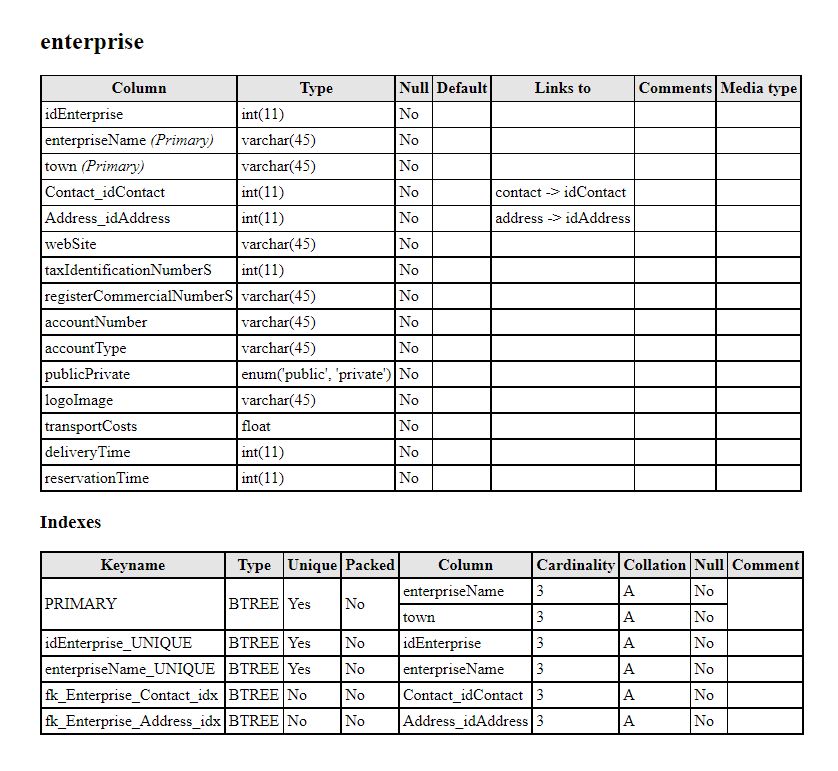 enterprise
Column Type Null Default Links to Comments Media type
idEnterprise int(11) No
enterpriseName (Primary) varchar(45) No
town (Primary) varchar(45) No
Contact_idContact int(11) No contact -> idContact
Address_idAddress int(11) No address -> idAddress
webSite varchar(45) No
taxIdentificationNumberS int(11) No
registerCommercialNumberS varchar(45) No
accountNumber varchar(45) No
accountType varchar(45) No
publicPrivate enum('public', 'private') No
logoImage varchar(45) No
transportCosts float No
deliveryTime int(11) No
reservationTime int(11) No
Indexes
Keyname Type Unique Packed Column Cardinality Collation Null Comment
PRIMARY BTREE Yes No enterpriseName 3 A No
town 3 A No
idEnterprise_UNIQUE BTREE Yes No idEnterprise 3 A No
enterpriseName_UNIQUE BTREE Yes No enterpriseName 3 A No
fk_Enterprise_Contact_idx BTREE No No Contact_idContact 3 A No
fk_Enterprise_Address_idx BTREE No No Address_idAddress 3 A No